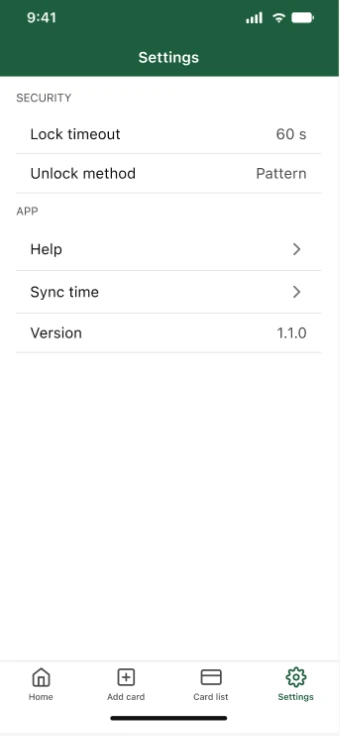 9:41
Settings
SECURITY
Lock timeout 60 s
Unlock method Pattern
APP
Help
Sync time
Version 1.1.0
Home Add card Card list Settings